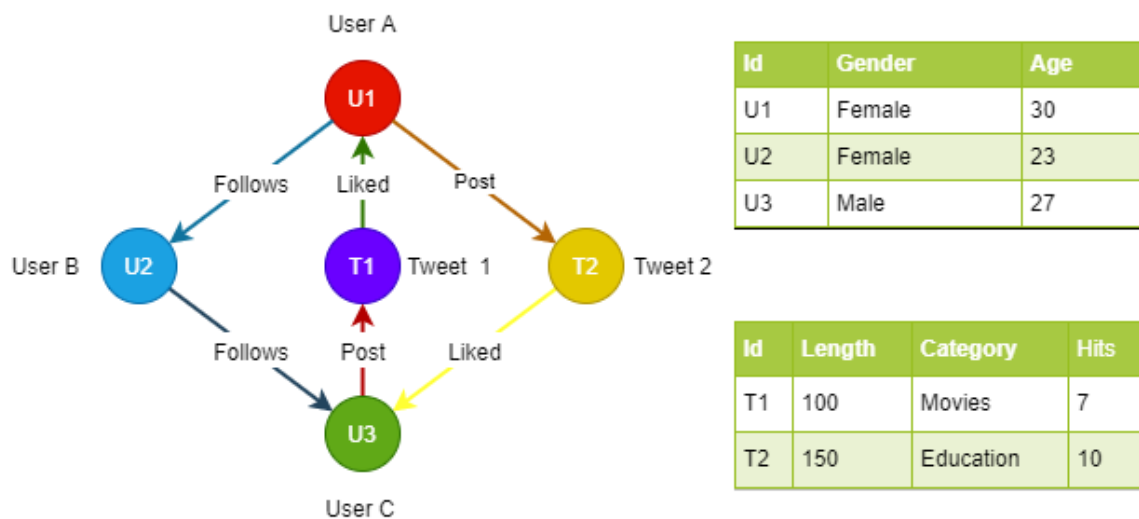 User A
U1
Follows
Liked
Post
User B
U2
T1
Tweet 1
T2
Tweet 2
Follows
Post
Liked
U3
User C
Id Gender Age
U1 Female 30
U2 Female 23
U3 Male 27
Id Length Category Hits
T1 100 Movies 7
T2 150 Education 10